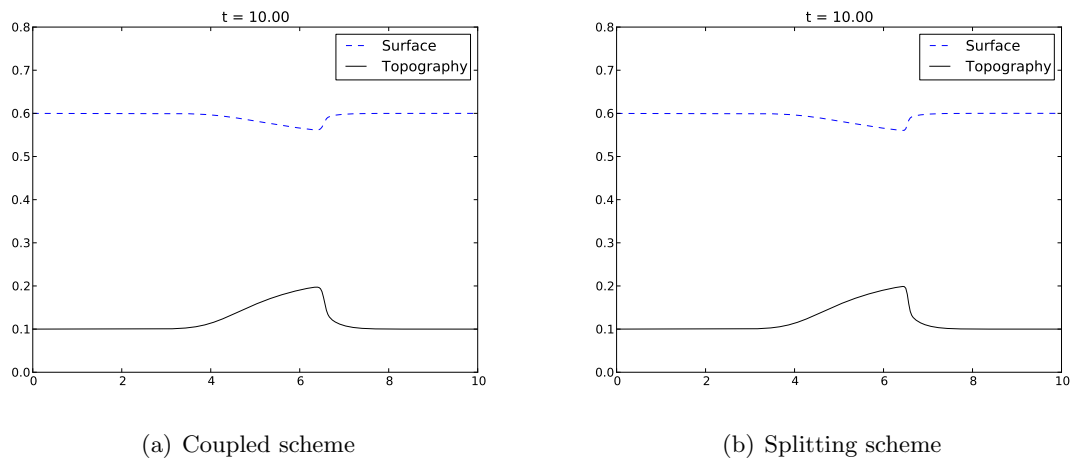 t = 10.00
0.8
Surface
Topography
0.7
0.6
0.5
0.4
0.3
0.2
0.1
0.0
0 2 4 6 8 10
(a) Coupled scheme
t = 10.00
0.8
Surface
Topography
0.7
0.6
0.5
0.4
0.3
0.2
0.1
0.0
0 2 4 6 8 10
(b) Splitting scheme